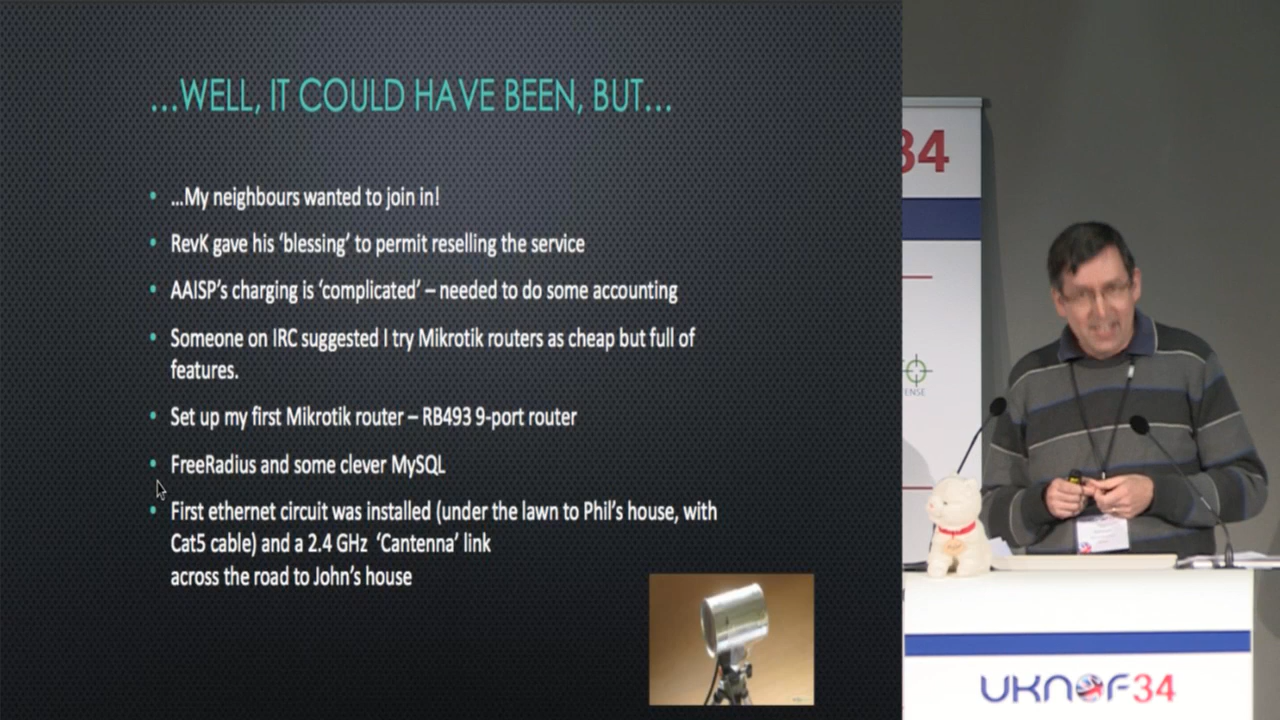 ...WELL, IT COULD HAVE BEEN, BUT...
...My neighbours wanted to join in!
RevK gave his ‘blessing’ to permit reselling the service
AAISP’s charging is ‘complicated’ – needed to do some accounting
Someone on IRC suggested I try Mikrotik routers as cheap but full of
features.
Set up my first Mikrotik router – RB493 9-port router
FreeRadius and some clever MySQL
First ethernet circuit was installed (under the lawn to Phil’s house, with
Cat5 cable) and a 2.4 GHz ‘Cantenna’ link
across the road to John’s house
34
ENSE
UKNOF34